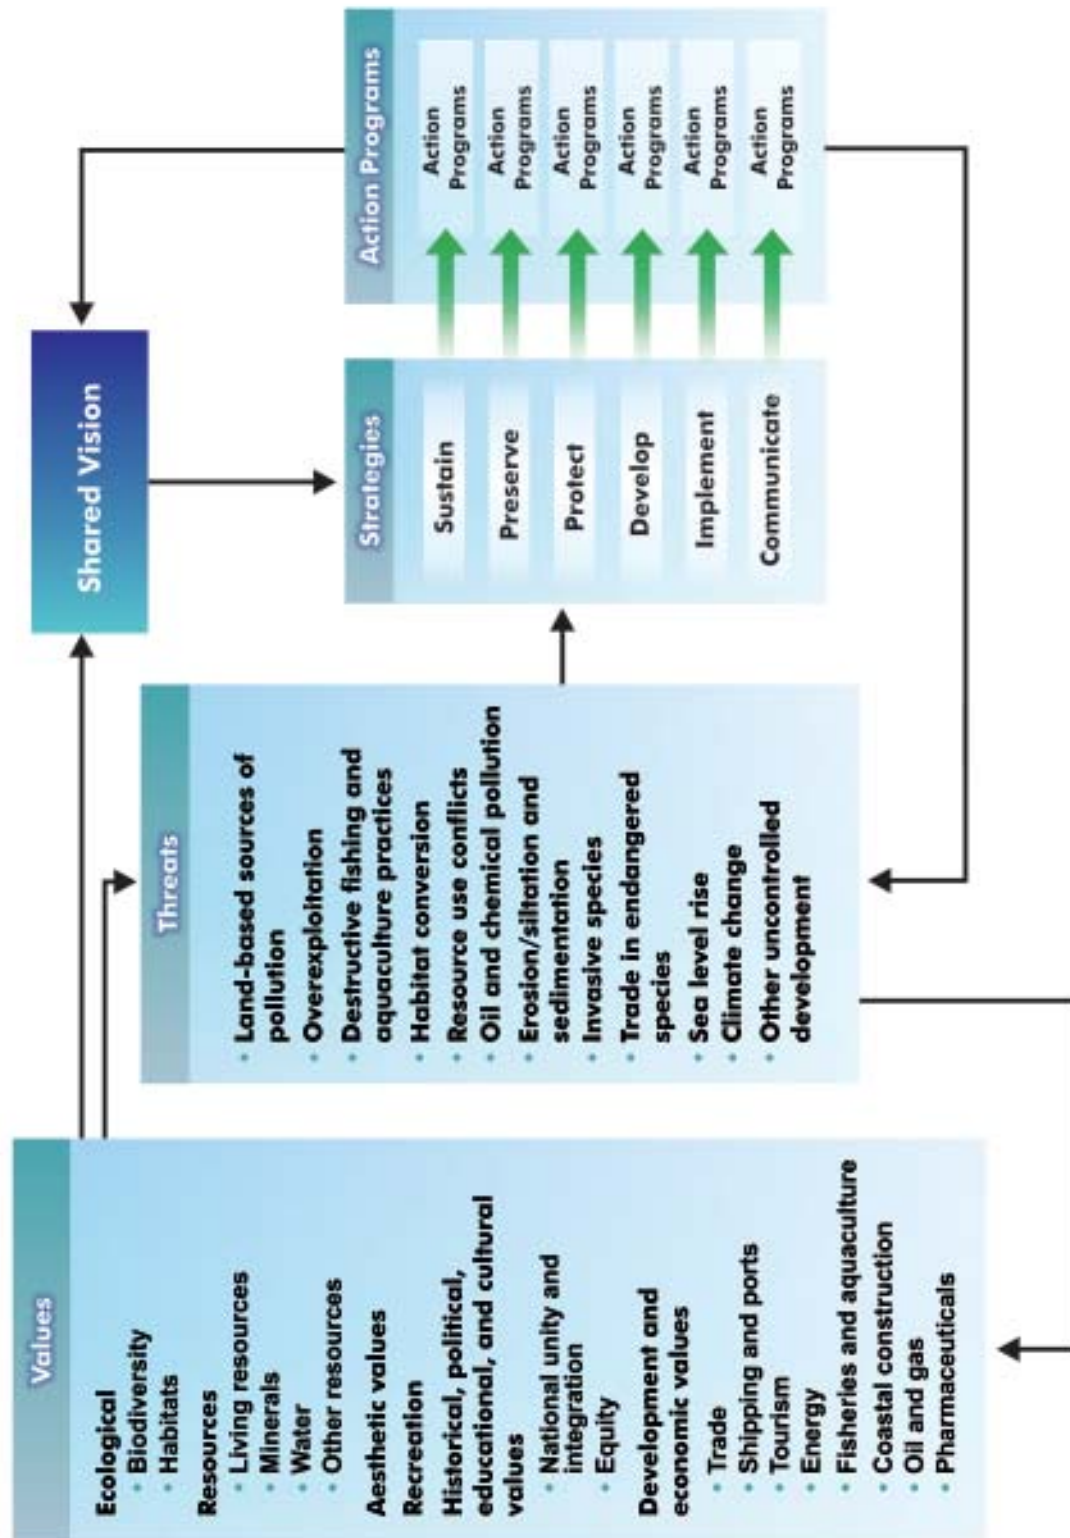 Shared Vision
Values
Ecological
• Biodiversity
• Habitats
Resources
• Living resources
• Minerals
• Water
• Other resources
Aesthetic values
Recreation
Historical, political,
educational, and cultural
values
• National unity and
integration
• Equity
Development and
economic values
• Trade
• Shipping and ports
• Tourism
• Energy
• Fisheries and aquaculture
• Coastal construction
• Oil and gas
• Pharmaceuticals
Threats
• Land-based sources of
pollution
• Overexploitation
• Destructive fishing and
aquaculture practices
• Habitat conversion
• Resource use conflicts
• Oil and chemical pollution
• Erosion/siltation and
sedimentation
• Invasive species
• Trade in endangered
species
• Sea level rise
• Climate change
• Other uncontrolled
development
Strategies
Sustain
Preserve
Protect
Develop
Implement
Communicate
Action Programs
Action
Programs
Action
Programs
Action
Programs
Action
Programs
Action
Programs
Action
Programs